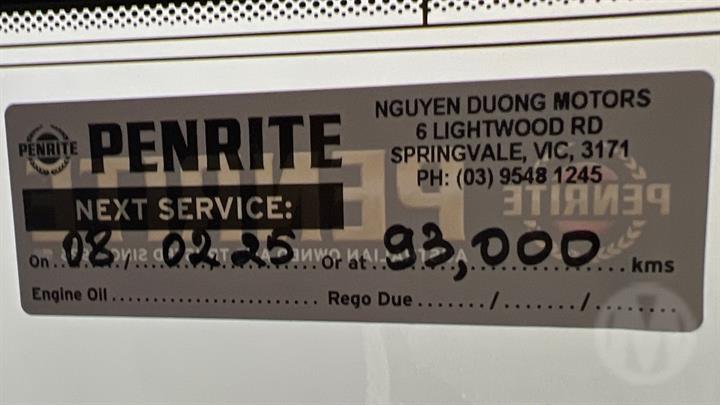 PENRITE
PENRITE
NGUYEN DUONG MOTORS
6 LIGHTWOOD RD
SPRINGVALE, VIC, 3171
PH: (03) 9548 1245
NEXT SERVICE:
On 08 / 02.25 Or at 93,000 kms
Engine Oil.................................. Rego Due......./......./........
PENRITE